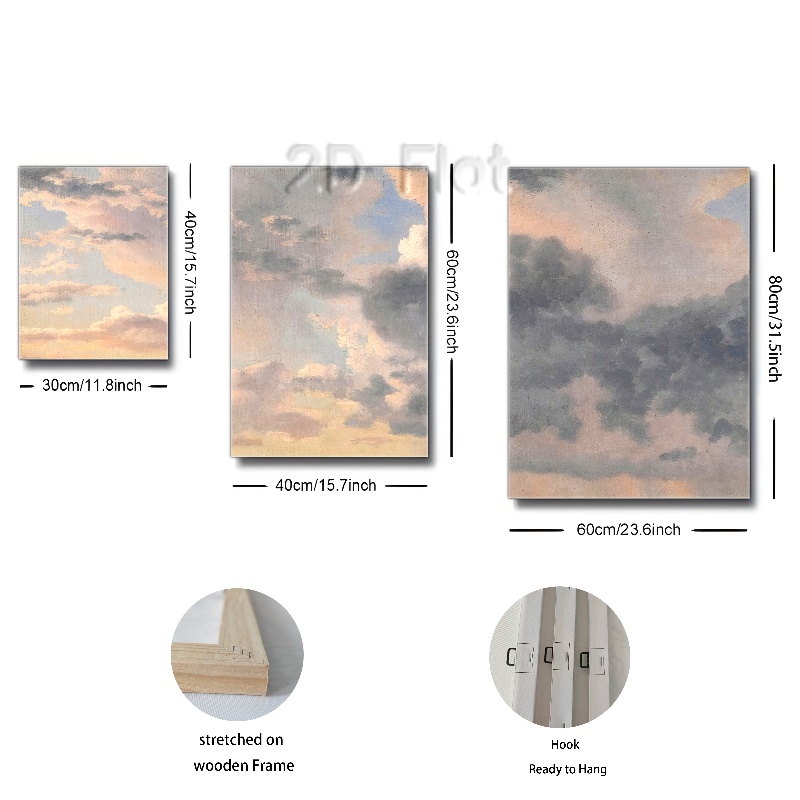 2D Flat
40cm/15.7inch
30cm/11.8inch
60cm/23.6inch
40cm/15.7inch
80cm/31.5inch
60cm/23.6inch
stretched on
wooden Frame
Hook
Ready to Hang